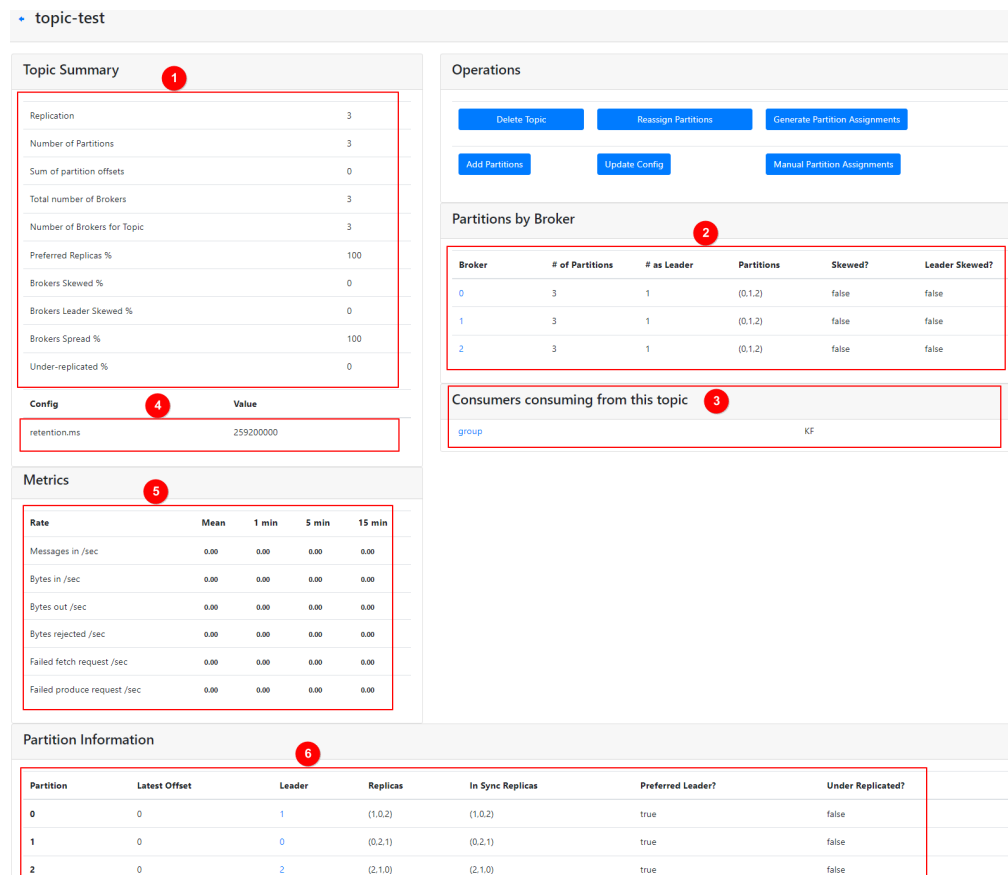 topic-test
Topic Summary
1
Replication 3
Number of Partitions 3
Sum of partition offsets 0
Total number of Brokers 3
Number of Brokers for Topic 3
Preferred Replicas % 100
Brokers Skewed % 0
Brokers Leader Skewed % 0
Brokers Spread % 100
Under-replicated % 0
Config 4 Value
retention.ms 259200000
Metrics
5
Rate Mean 1 min 5 min 15 min
Messages in /sec 0.00 0.00 0.00 0.00
Bytes in /sec 0.00 0.00 0.00 0.00
Bytes out /sec 0.00 0.00 0.00 0.00
Bytes rejected /sec 0.00 0.00 0.00 0.00
Failed fetch request /sec 0.00 0.00 0.00 0.00
Failed produce request /sec 0.00 0.00 0.00 0.00
Operations
Delete Topic Reassign Partitions Generate Partition Assignments
Add Partitions Update Config Manual Partition Assignments
Partitions by Broker
2
Broker # of Partitions # as Leader Partitions Skewed? Leader Skewed?
0 3 1 (0,1,2) false false
1 3 1 (0,1,2) false false
2 3 1 (0,1,2) false false
Consumers consuming from this topic 3
group KF
Partition Information
6
Partition Latest Offset Leader Replicas In Sync Replicas Preferred Leader? Under Replicated?
0 0 1 (1,0,2) (1,0,2) true false
1 0 0 (0,2,1) (0,2,1) true false
2 0 2 (2,1,0) (2,1,0) true false